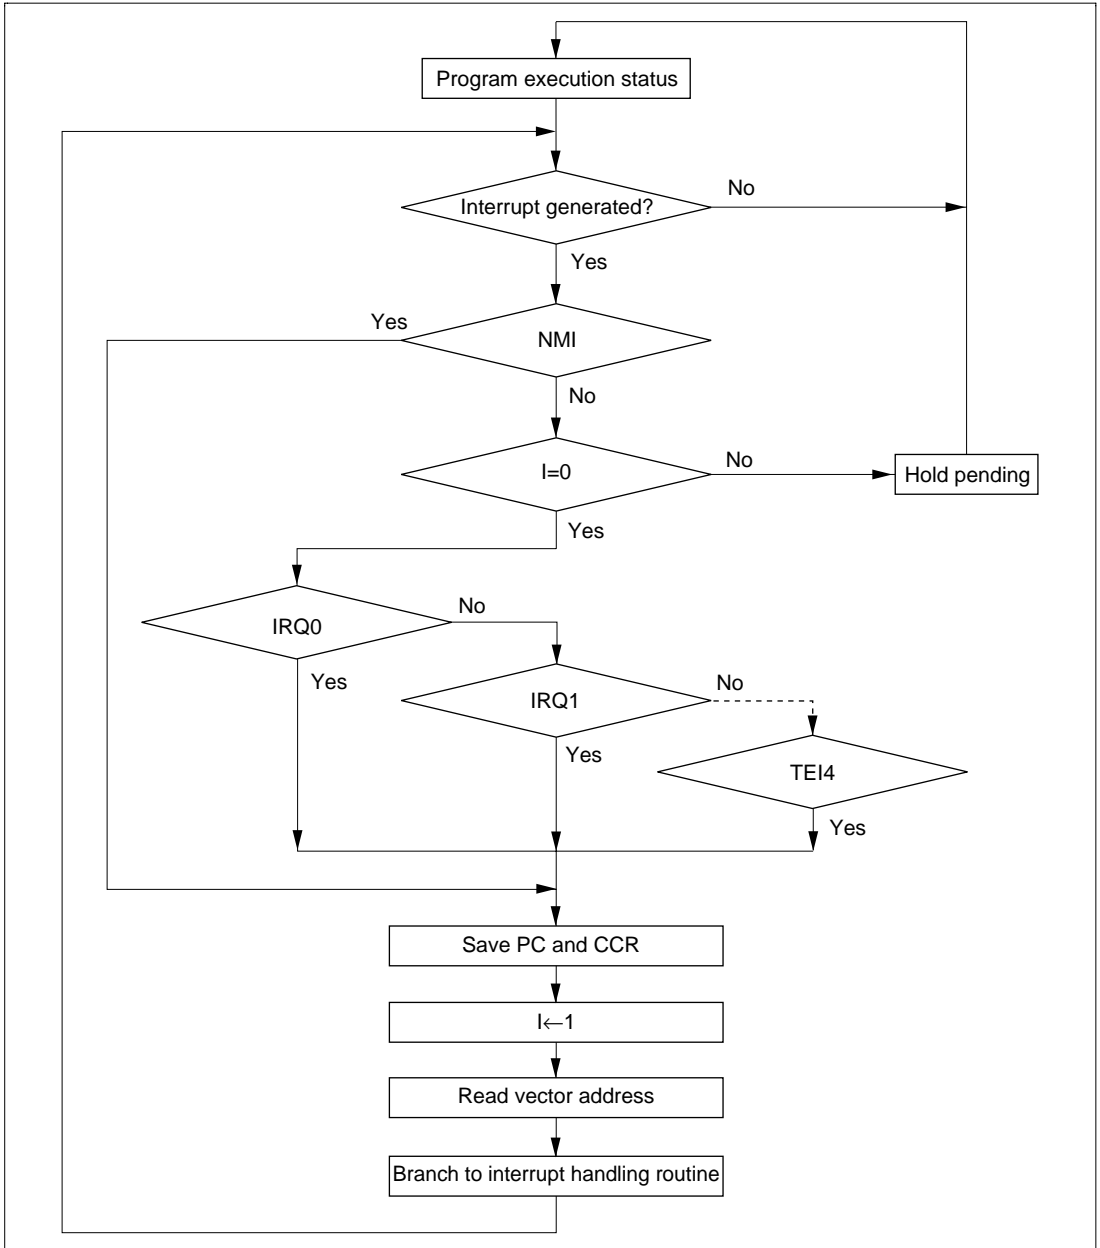 Program execution status
No
Interrupt generated?
Yes
Yes
NMI
No
No
I=0
Hold pending
Yes
No
IRQ0
Yes
No
IRQ1
Yes
TEI4
Yes
Save PC and CCR
I←1
Read vector address
Branch to interrupt handling routine